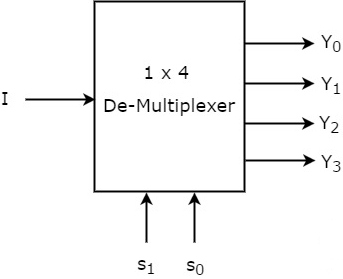 I
1 x 4
De-Multiplexer
Y₀
Y₁
Y₂
Y₃
s₁ s₀